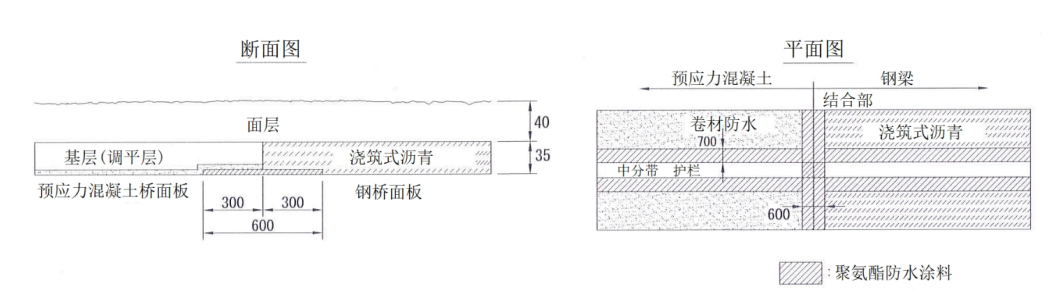 断面图
面层
40
基层(调平层)
浇筑式沥青
35
预应力混凝土桥面板
钢桥面板
300
300
600
平面图
预应力混凝土
钢梁
结合部
卷材防水
浇筑式沥青
700
中分带 护栏
600
:聚氨酯防水涂料